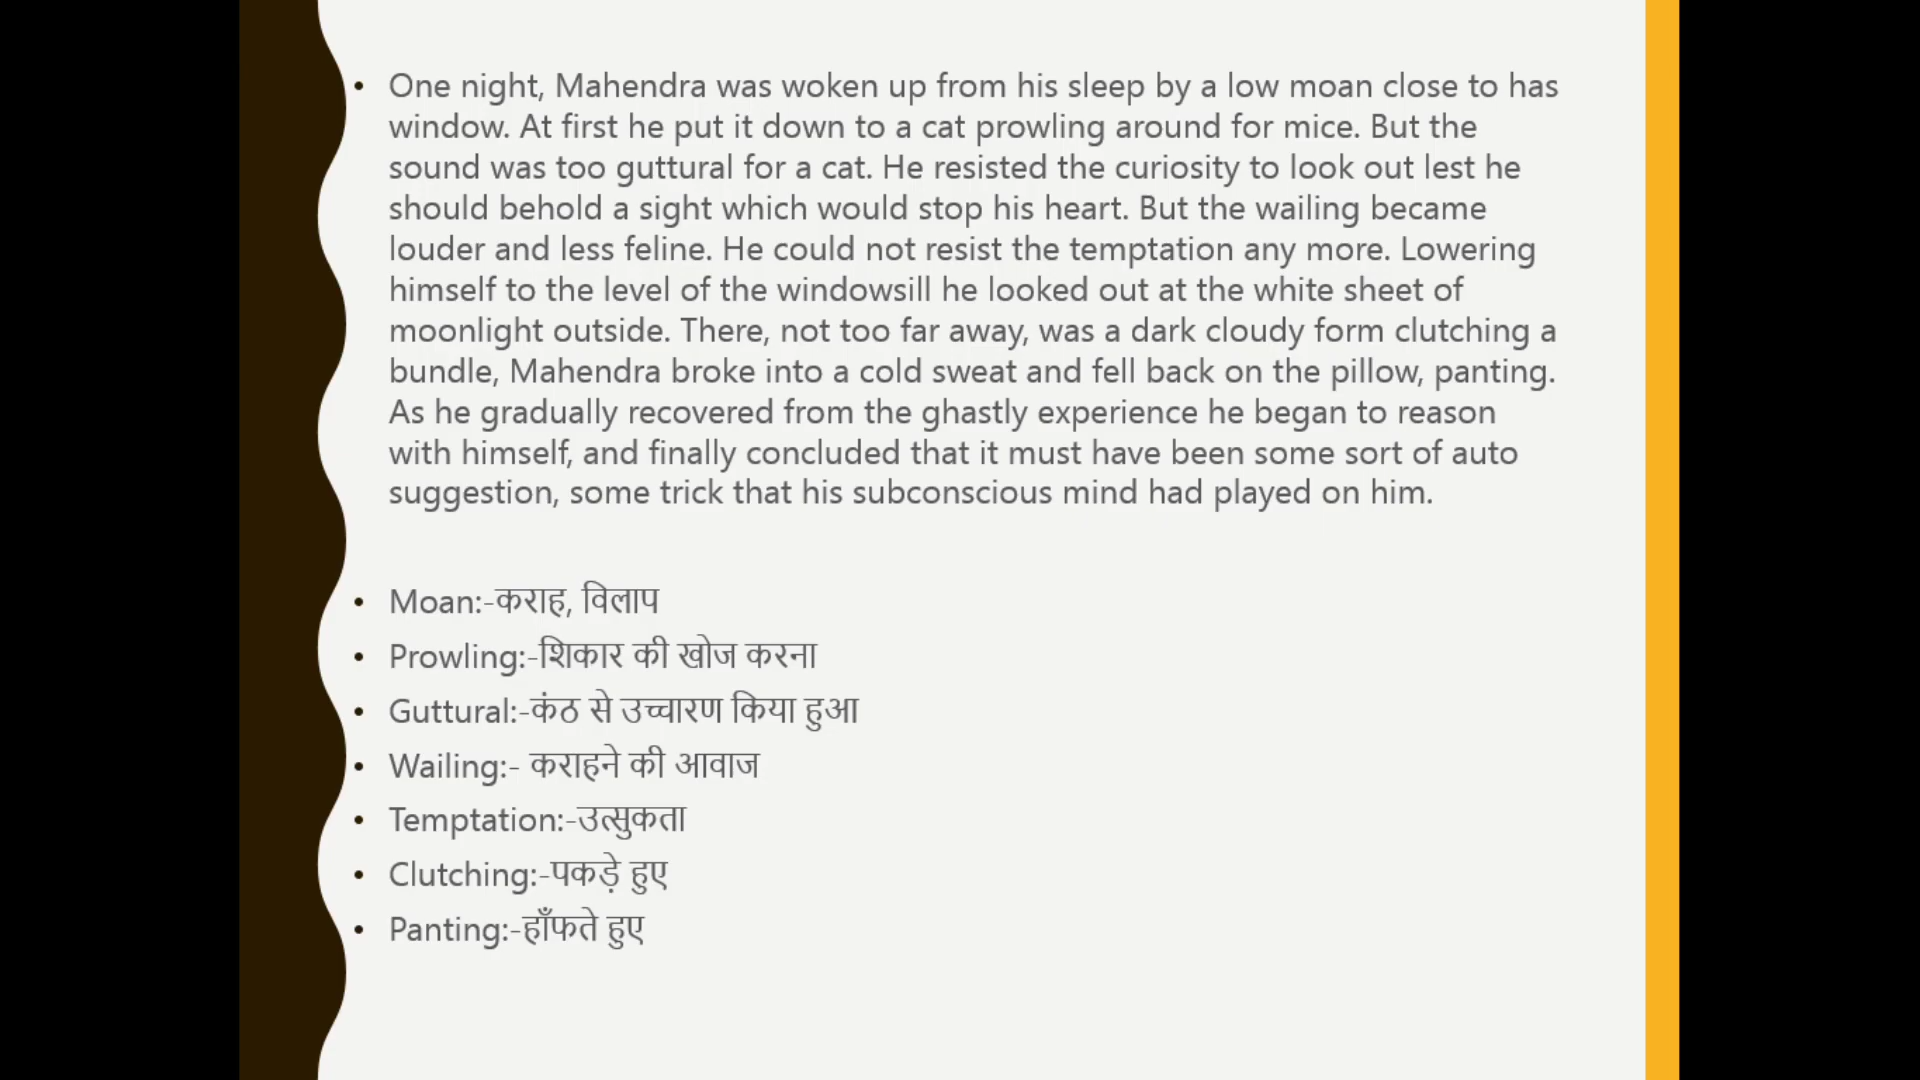 • One night, Mahendra was woken up from his sleep by a low moan close to has
window. At first he put it down to a cat prowling around for mice. But the
sound was too guttural for a cat. He resisted the curiosity to look out lest he
should behold a sight which would stop his heart. But the wailing became
louder and less feline. He could not resist the temptation any more. Lowering
himself to the level of the windowsill he looked out at the white sheet of
moonlight outside. There, not too far away, was a dark cloudy form clutching a
bundle, Mahendra broke into a cold sweat and fell back on the pillow, panting.
As he gradually recovered from the ghastly experience he began to reason
with himself, and finally concluded that it must have been some sort of auto
suggestion, some trick that his subconscious mind had played on him.
• Moan:-कराह, विलाप
• Prowling:-शिकार की खोज करना
• Guttural:-कंठ से उच्चारण किया हुआ
• Wailing:- कराहने की आवाज
• Temptation:-उत्सुकता
• Clutching:-पकड़े हुए
• Panting:-हाँफते हुए